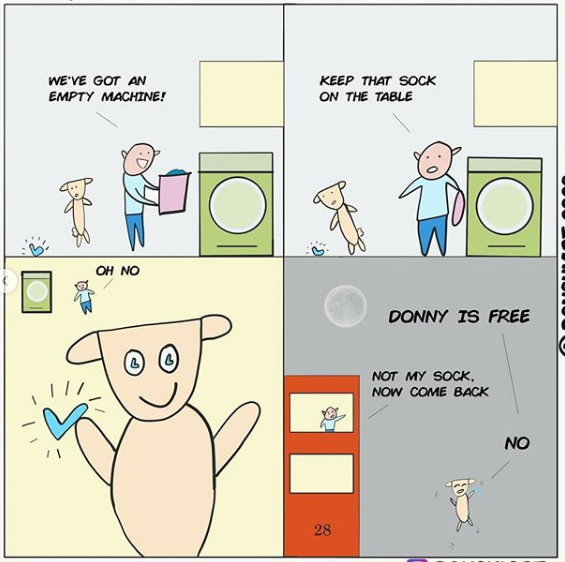 WE'VE GOT AN
EMPTY MACHINE!
KEEP THAT SOCK
ON THE TABLE
OH NO
DONNY IS FREE
NOT MY SOCK,
NOW COME BACK
NO
28